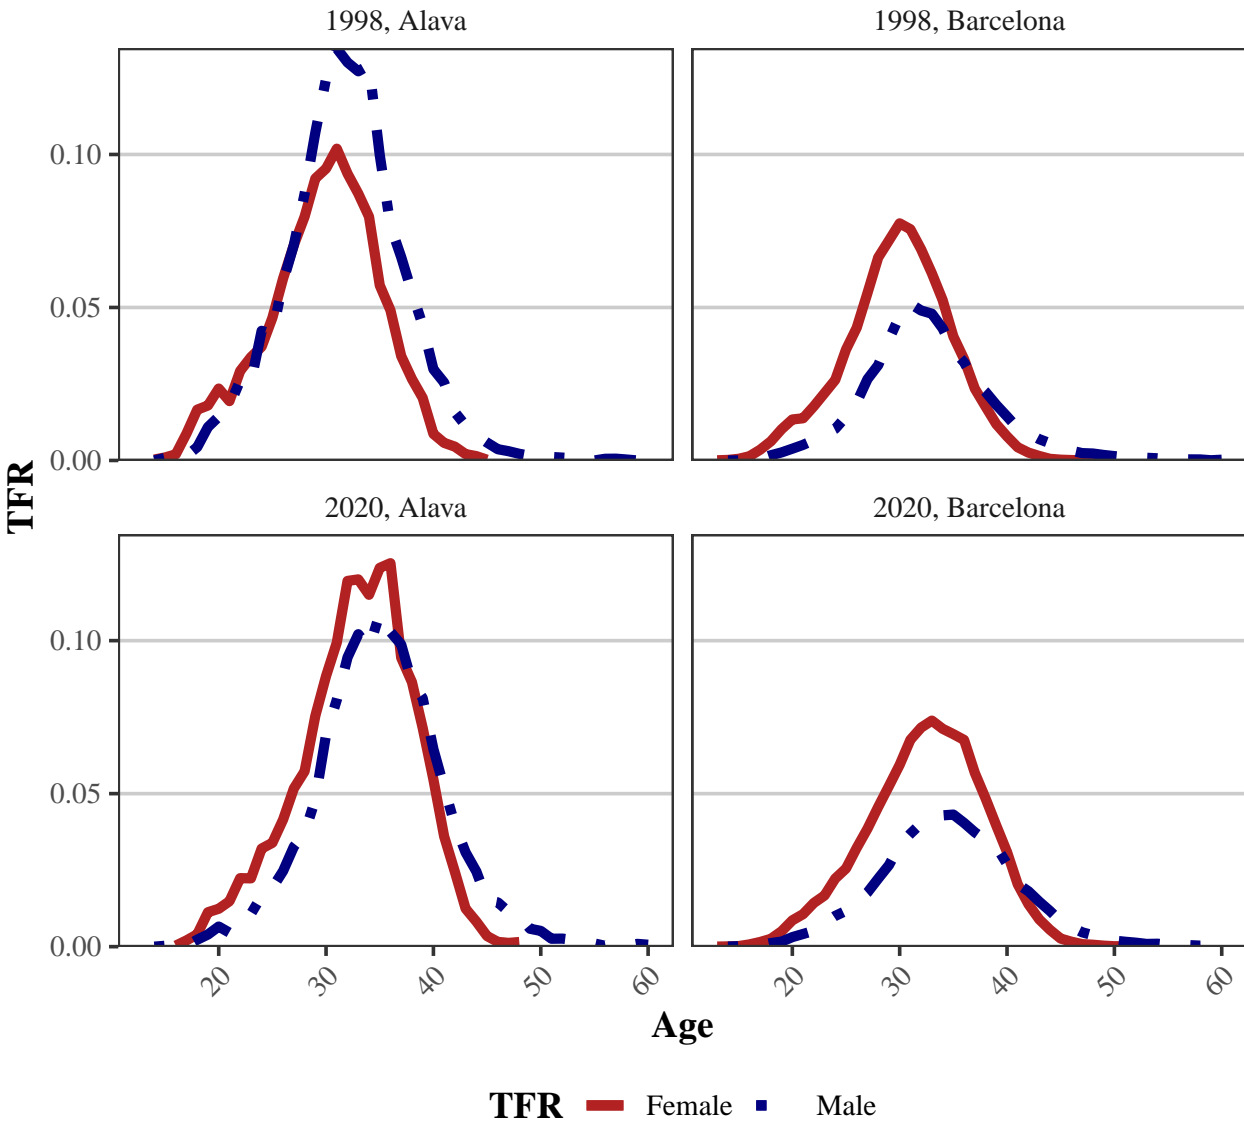 1998, Alava
1998, Barcelona
0.10
0.05
0.00
TFR
2020, Alava
2020, Barcelona
0.10
0.05
0.00
20 30 40 50 60 20 30 40 50 60
Age
TFR Female Male